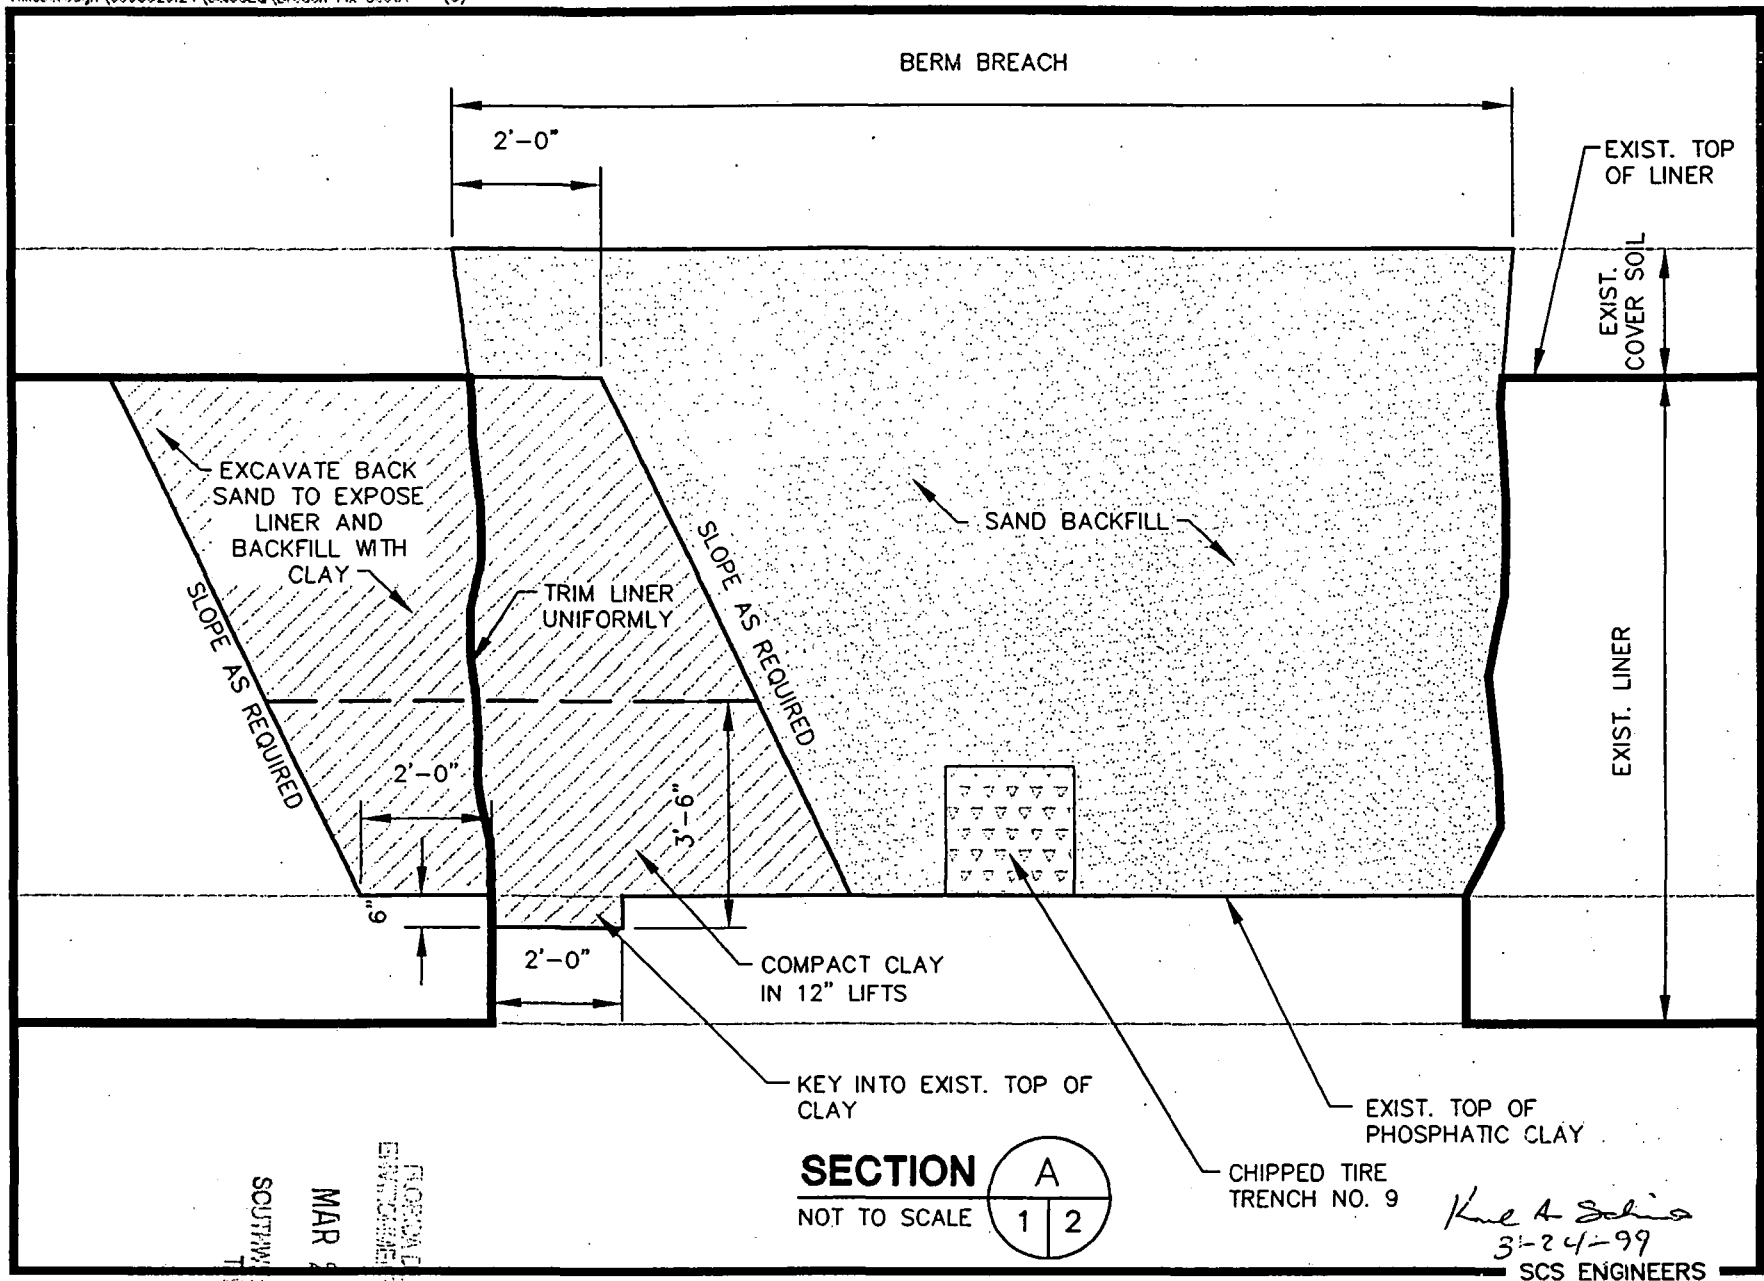 BERM BREACH
2'-0"
EXIST. TOP
OF LINER
EXIST.
COVER SOIL
EXCAVATE BACK
SAND TO EXPOSE
LINER AND
BACKFILL WITH
CLAY
SLOPE AS REQUIRED
TRIM LINER
UNIFORMLY
SLOPE AS REQUIRED
SAND BACKFILL
EXIST. LINER
2'-0"
3'-6"
6"
2'-0"
COMPACT CLAY
IN 12" LIFTS
KEY INTO EXIST. TOP OF
CLAY
EXIST. TOP OF
PHOSPHATIC CLAY
CHIPPED TIRE
TRENCH NO. 9
SECTION
NOT TO SCALE
A
1 2
MAR
3-24-99
SCS ENGINEERS